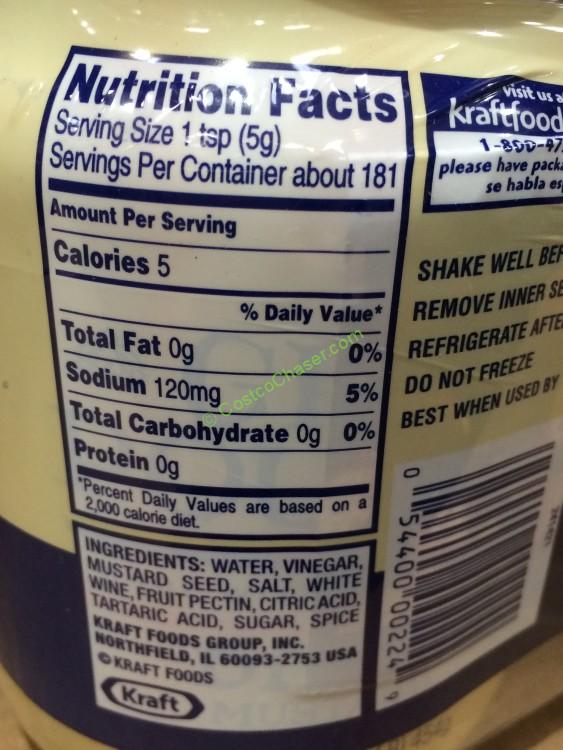 Nutrition Facts
Serving Size 1 tsp (5g)
Servings Per Container about 181
Amount Per Serving
Calories 5
% Daily Value*
Total Fat 0g 0%
Sodium 120mg 5%
Total Carbohydrate 0g 0%
Protein 0g
*Percent Daily Values are based on a
2,000 calorie diet.
INGREDIENTS: WATER, VINEGAR,
MUSTARD SEED, SALT, WHITE
WINE, FRUIT PECTIN, CITRIC ACID,
TARTARIC ACID, SUGAR, SPICE
KRAFT FOODS GROUP, INC.
NORTHFIELD, IL 60093-2753 USA
© KRAFT FOODS
Kraft
visit us a
kraftfood
1-800-97
please have packa
se habla es
SHAKE WELL BEF
REMOVE INNER SE
REFRIGERATE AFTE
DO NOT FREEZE
BEST WHEN USED BY
0 54400 00224 9
© CostcoChaser.com